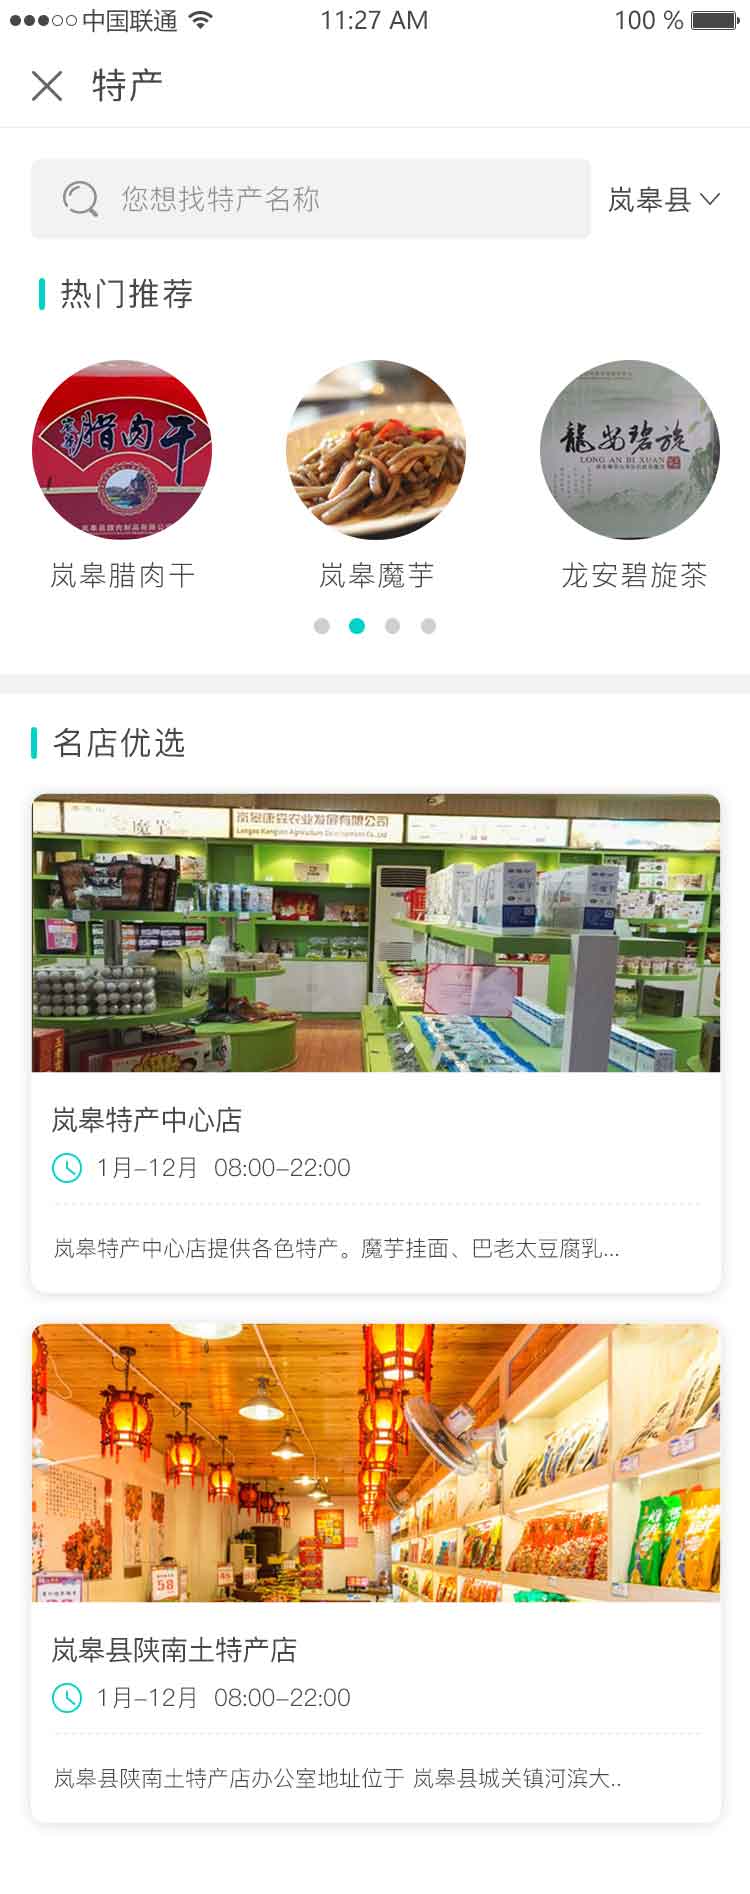 中国联通
11:27 AM
100 %
特产
您想找特产名称
岚皋县
热门推荐
腊肉干
龍安碧旋
LONG AN BI XUAN
岚皋腊肉干
岚皋魔芋
龙安碧旋茶
名店优选
魔芋
岚皋康森农业发展有限公司
岚皋特产中心店
1月-12月 08:00-22:00
岚皋特产中心店提供各色特产。魔芋挂面、巴老太豆腐乳...
58
岚皋县陕南土特产店
1月-12月 08:00-22:00
岚皋县陕南土特产店办公室地址位于 岚皋县城关镇河滨大..